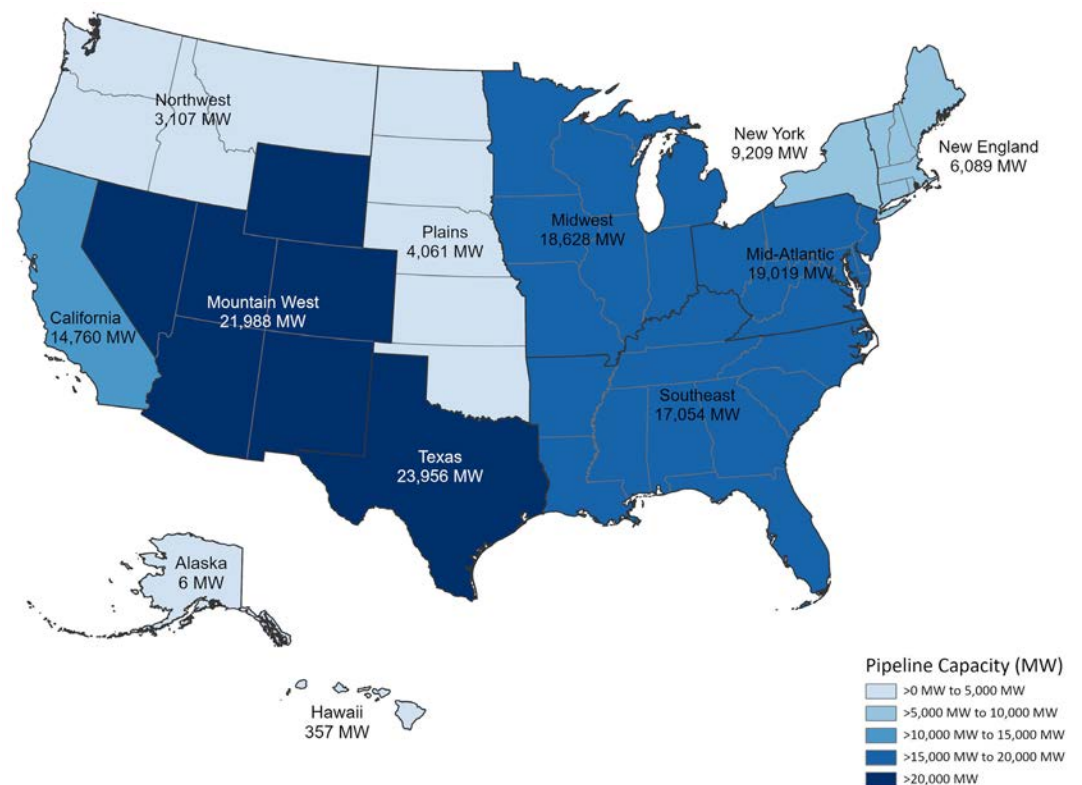 Northwest
3,107 MW
New York
9,209 MW
New England
6,089 MW
Plains
4,061 MW
Midwest
18,628 MW
Mid-Atlantic
19,019 MW
Mountain West
21,988 MW
California
14,760 MW
Southeast
17,054 MW
Texas
23,956 MW
Alaska
6 MW
Hawaii
357 MW
Pipeline Capacity (MW)
>0 MW to 5,000 MW
>5,000 MW to 10,000 MW
>10,000 MW to 15,000 MW
>15,000 MW to 20,000 MW
>20,000 MW